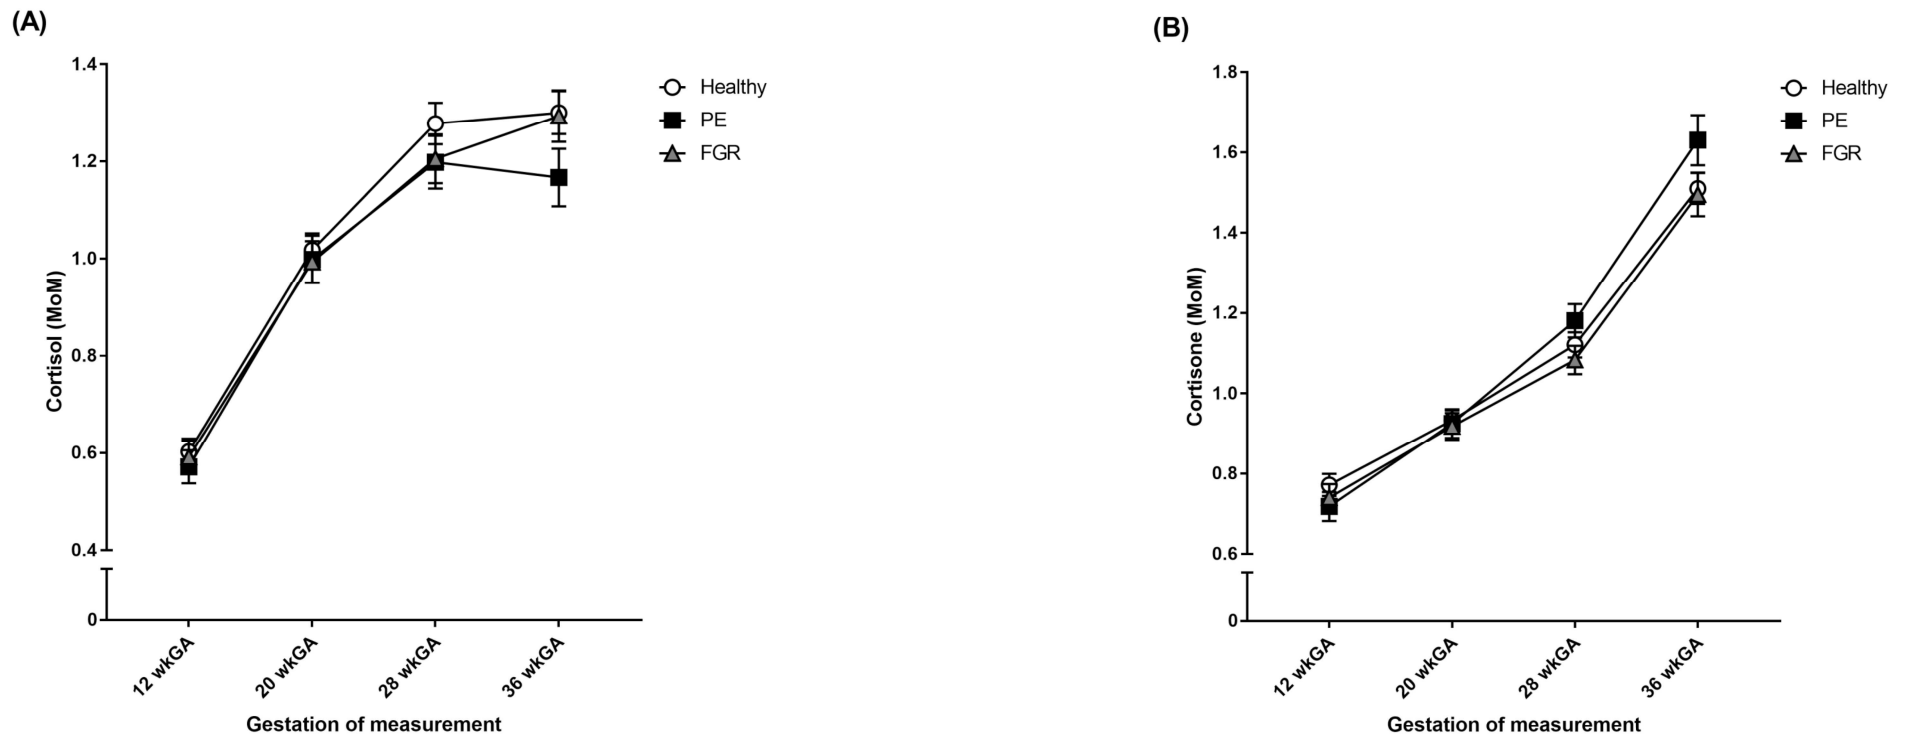 (A)
Cortisol (MoM)
1.4
1.2
1.0
0.8
0.6
0.4
0
12 wkGA
20 wkGA
28 wkGA
36 wkGA
Gestation of measurement
Healthy
PE
FGR
(B)
Cortisone (MoM)
1.8
1.6
1.4
1.2
1.0
0.8
0.6
0
12 wkGA
20 wkGA
28 wkGA
36 wkGA
Gestation of measurement
Healthy
PE
FGR